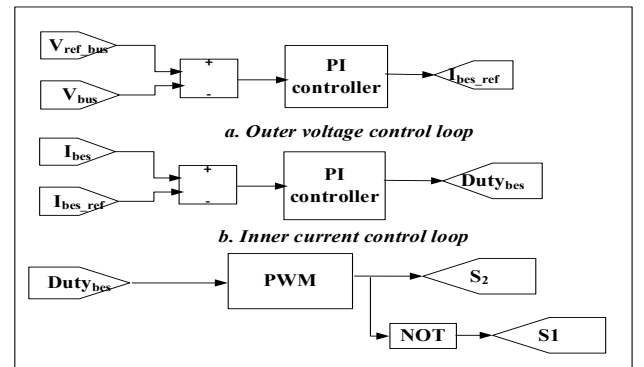 V_ref_bus
+
PI controller
I_bes_ref
V_bus
-
a. Outer voltage control loop
I_bes
+
PI controller
Duty_bes
I_bes_ref
-
b. Inner current control loop
Duty_bes
PWM
S_2
NOT
S1